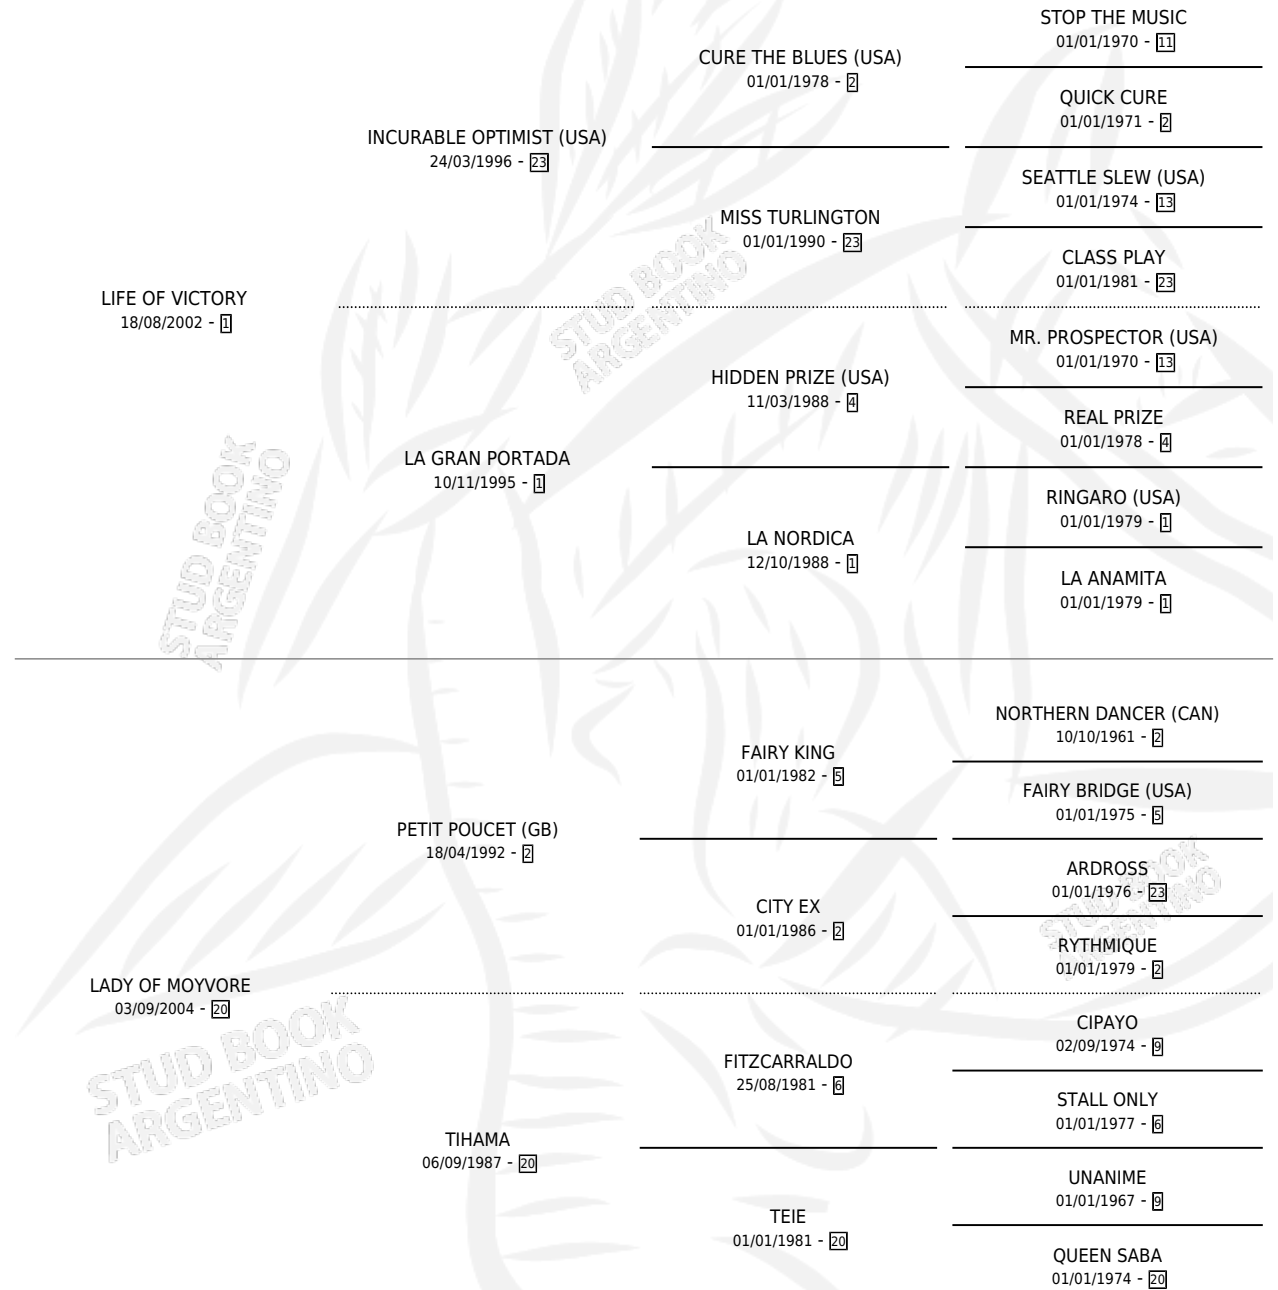 STOP THE MUSIC
01/01/1970 - 11
CURE THE BLUES (USA)
01/01/1978 - 2
QUICK CURE
01/01/1971 - 2
INCURABLE OPTIMIST (USA)
24/03/1996 - 23
SEATTLE SLEW (USA)
01/01/1974 - 13
MISS TURLINGTON
01/01/1990 - 23
CLASS PLAY
01/01/1981 - 23
LIFE OF VICTORY
18/08/2002 - 1
MR. PROSPECTOR (USA)
01/01/1970 - 13
HIDDEN PRIZE (USA)
11/03/1988 - 4
REAL PRIZE
01/01/1978 - 4
LA GRAN PORTADA
10/11/1995 - 1
RINGARO (USA)
01/01/1979 - 1
LA NORDICA
12/10/1988 - 1
LA ANAMITA
01/01/1979 - 1
STUD BOOK
ARGENTINO
STUD BOOK
ARGENTINO
NORTHERN DANCER (CAN)
10/10/1961 - 2
FAIRY KING
01/01/1982 - 5
FAIRY BRIDGE (USA)
01/01/1975 - 5
PETIT POUCET (GB)
18/04/1992 - 2
ARDROSS
01/01/1976 - 23
CITY EX
01/01/1986 - 2
RYTHMIQUE
01/01/1979 - 2
STUD BOOK
ARGENTINO
LADY OF MOYVORE
03/09/2004 - 20
CIPAYO
02/09/1974 - 9
FITZCARRALDO
25/08/1981 - 6
STALL ONLY
01/01/1977 - 6
TIHAMA
06/09/1987 - 20
UNANIME
01/01/1967 - 9
TEIE
01/01/1981 - 20
QUEEN SABA
01/01/1974 - 20
STUD BOOK
ARGENTINO